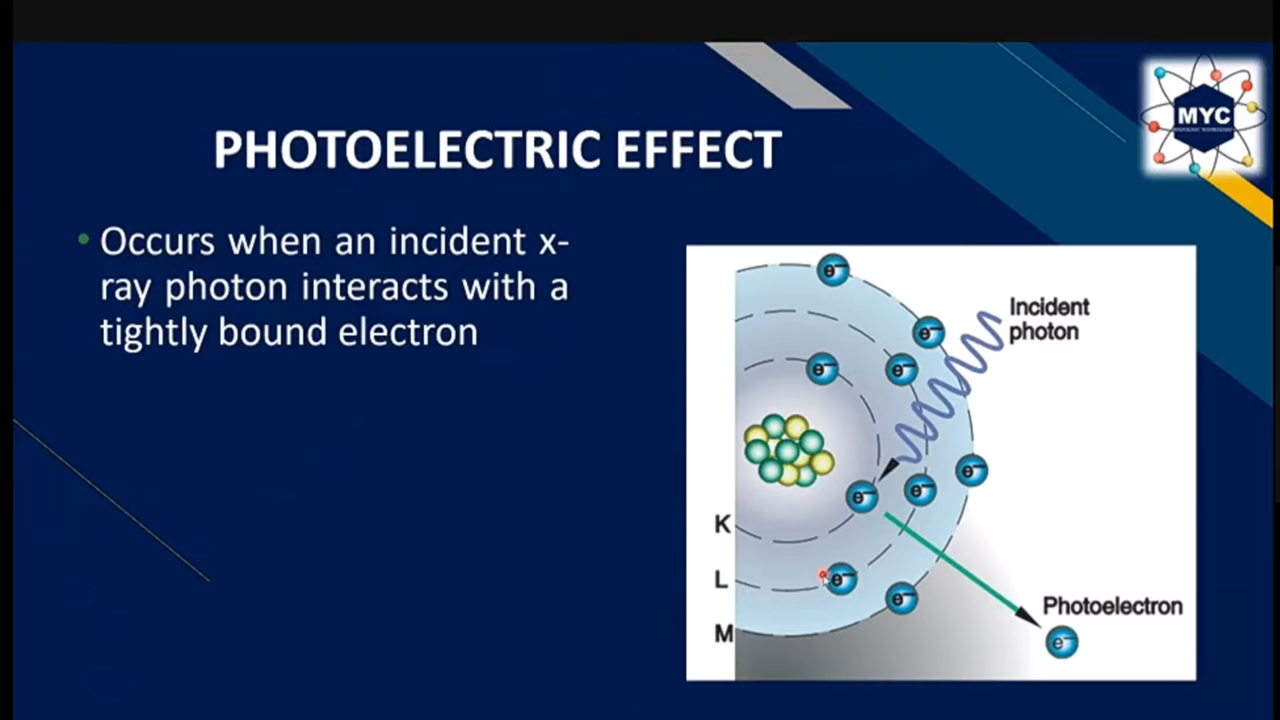 MYC
PHOTOELECTRIC EFFECT
• Occurs when an incident x-
ray photon interacts with a
tightly bound electron
Incident
photon
e−
e−
e−
e−
e−
e−
e−
K
L
e−
e−
M
Photoelectron
e−